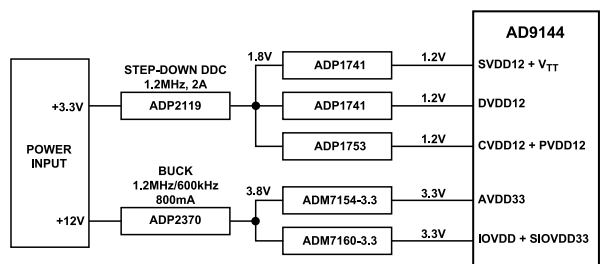 AD9144
1.8V
ADP1741
1.2V
SVDD12 + VTT
STEP-DOWN DDC
1.2MHz, 2A
+3.3V
ADP2119
ADP1741
1.2V
DVDD12
ADP1753
1.2V
CVDD12 + PVDD12
POWER
INPUT
BUCK
1.2MHz/600kHz
800mA
3.8V
ADM7154-3.3
3.3V
AVDD33
+12V
ADP2370
ADM7160-3.3
3.3V
IOVDD + SIOVDD33